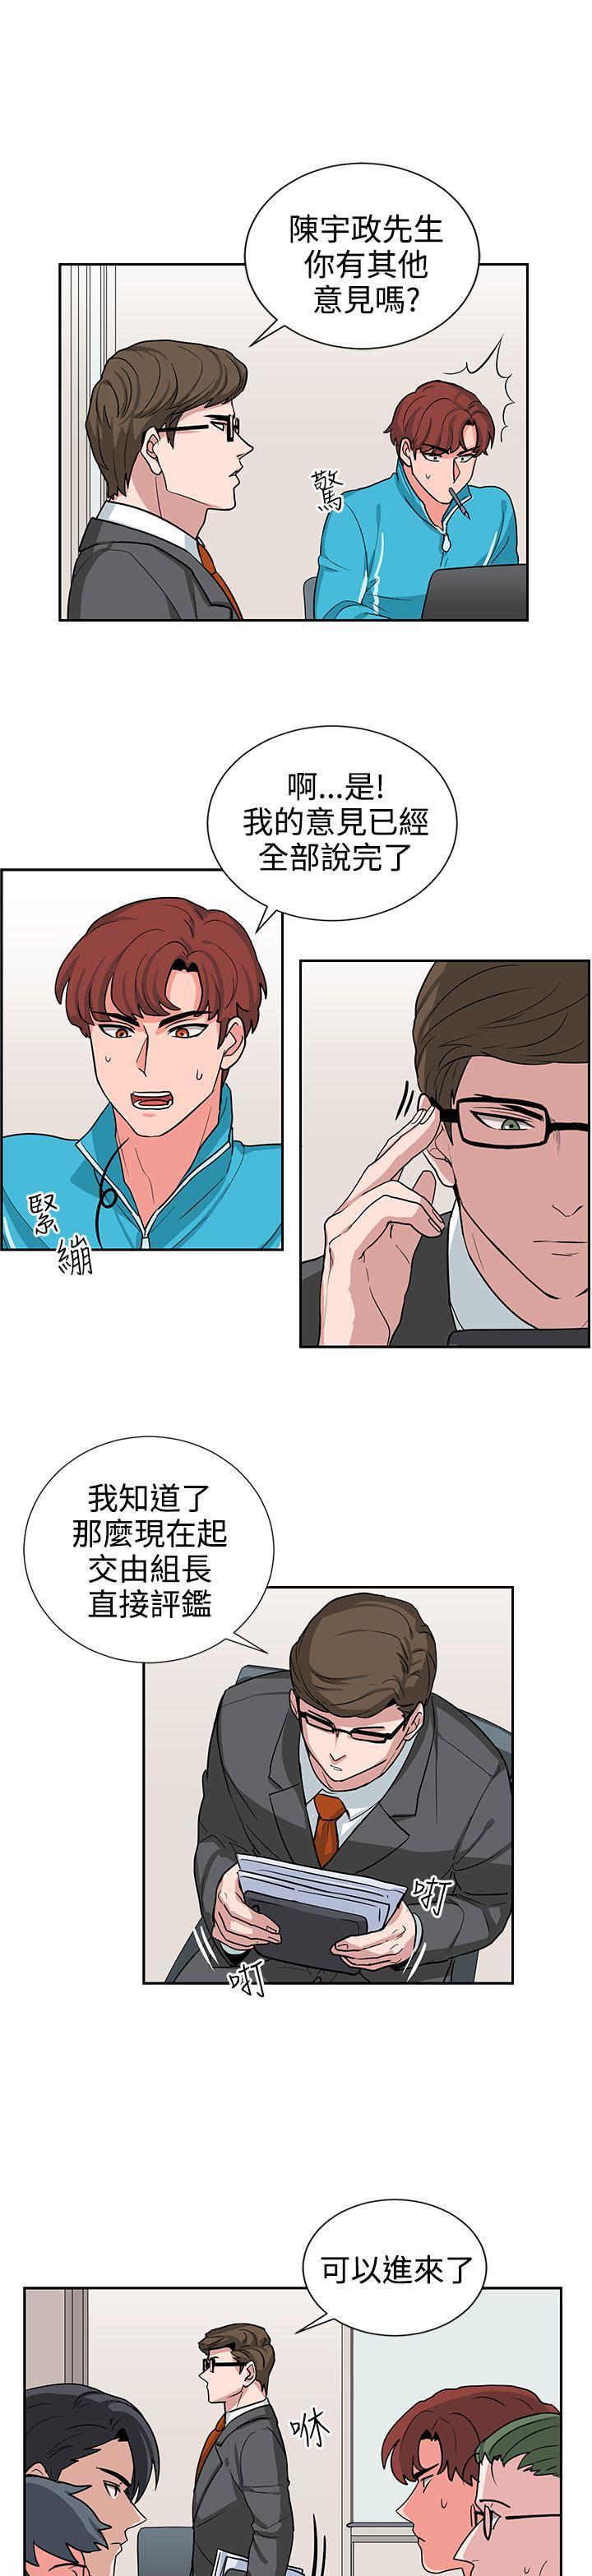 陳宇政先生
你有其他
意見嗎?
驚
啊...是!
我的意見已經
全部說完了
緊
繃
我知道了
那麼現在起
交由組長
直接評鑑
咑
咑
可以進來了
咻